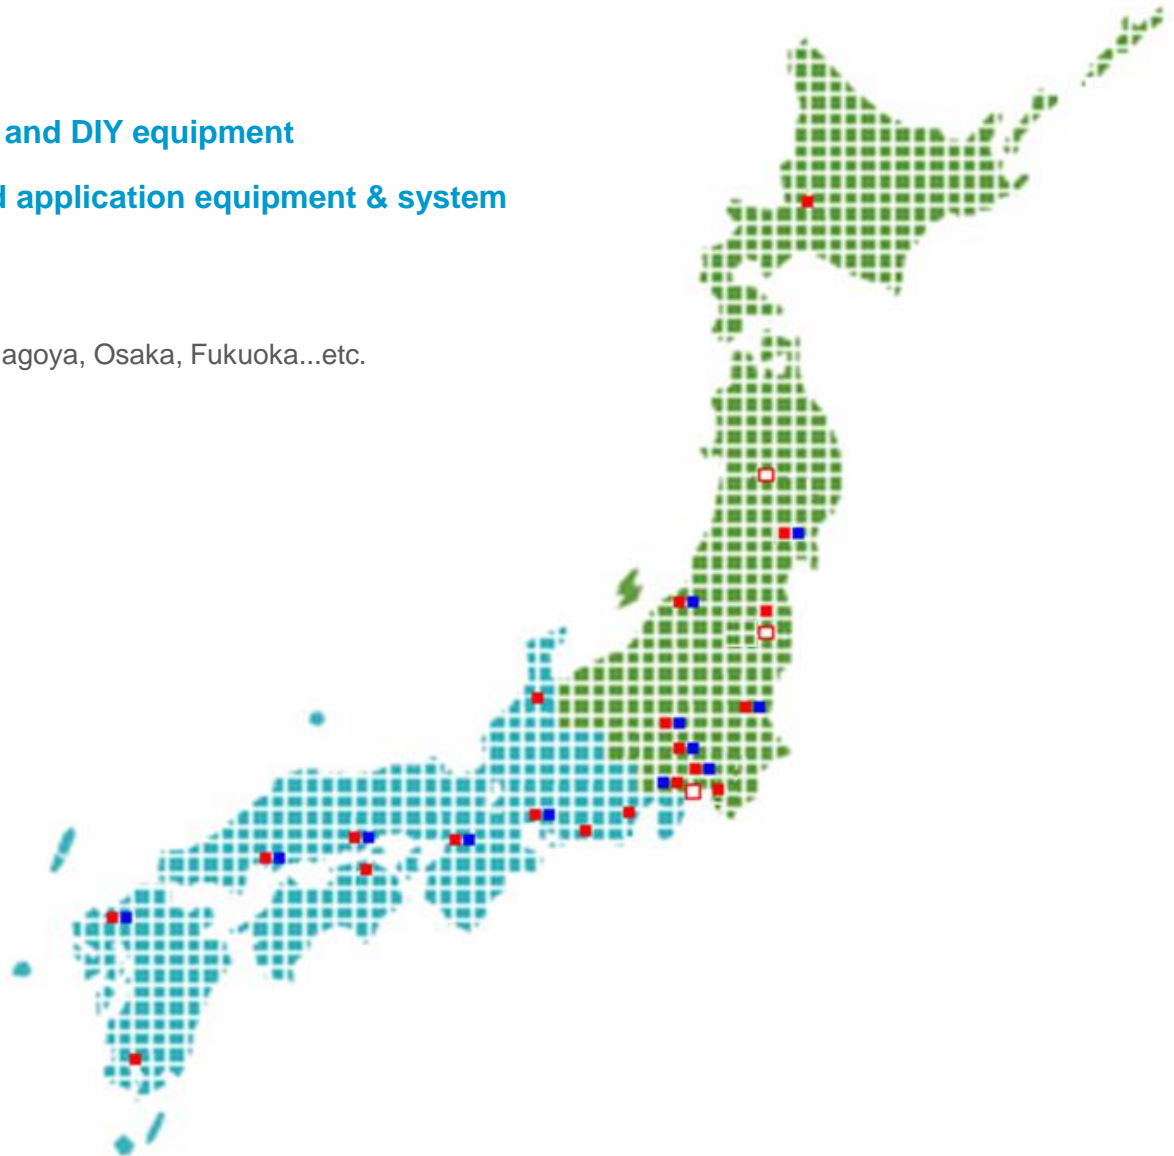 and DIY equipment
application equipment & system
agoya, Osaka, Fukuoka...etc.